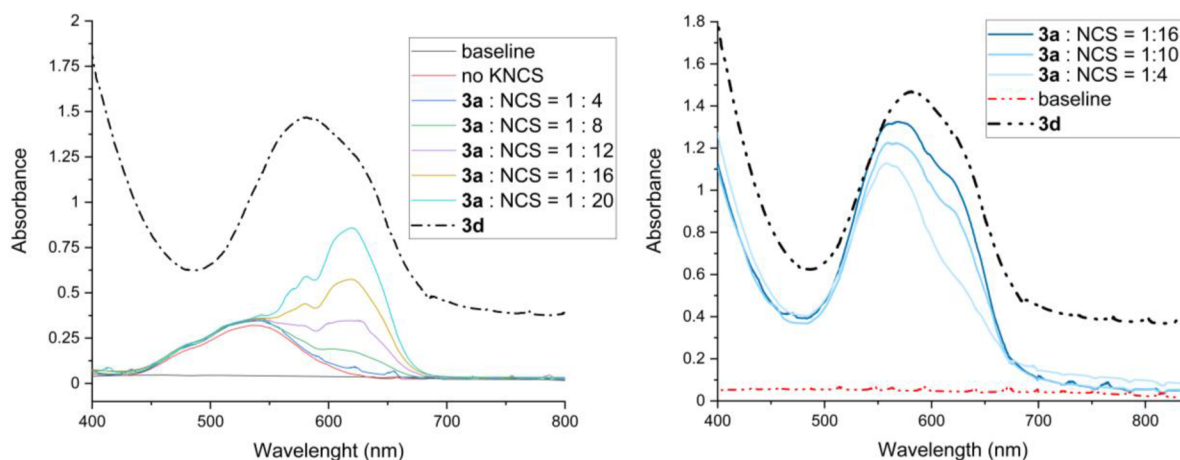 2
1.75
1.5
1.25
1
0.75
0.5
0.25
0
Absorbance
400
500
600
700
800
Wavelenght (nm)
baseline
no KNCS
3a : NCS = 1 : 4
3a : NCS = 1 : 8
3a : NCS = 1 : 12
3a : NCS = 1 : 16
3a : NCS = 1 : 20
3d
1.8
1.6
1.4
1.2
1
0.8
0.6
0.4
0.2
0
Absorbance
400
500
600
700
800
Wavelength (nm)
3a : NCS = 1:16
3a : NCS = 1:10
3a : NCS = 1:4
baseline
3d